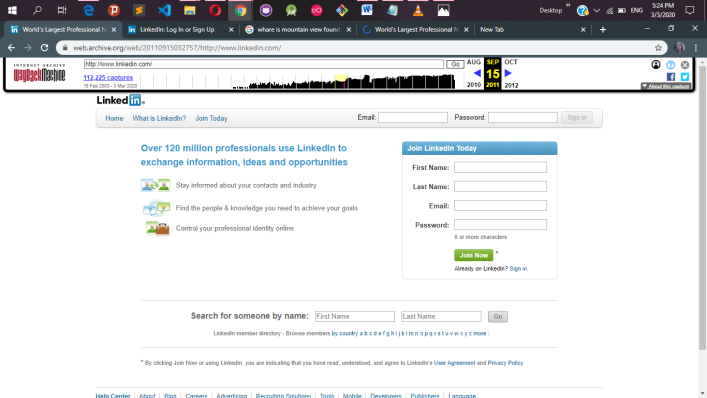 Desktop
ENG
5:24 PM
3/3/2020
World's Largest Professional N
LinkedIn: Log In or Sign Up
whare is mountain view found
World's Largest Professional N
New Tab
web.archive.org/web/20110915032757/http://www.linkedin.com/
INTERNET ARCHIVE
WayBackMachine
http://www.linkedin.com/
Go
AUG SEP OCT
15
2010 2011 2012
112,225 captures
16 Feb 2003 - 3 Mar 2020
About this capture
Linked in
Home What is LinkedIn? Join Today
Email: Password: Sign In
Over 120 million professionals use LinkedIn to
exchange information, ideas and opportunities
Stay informed about your contacts and industry
Find the people & knowledge you need to achieve your goals
Control your professional identity online
Join LinkedIn Today
First Name:
Last Name:
Email:
Password:
6 or more characters
Join Now *
Already on LinkedIn? Sign in.
Search for someone by name: First Name Last Name Go
LinkedIn member directory - Browse members by country a b c d e f g h i j k l m n o p q r s t u v w x y z more
* By clicking Join Now or using LinkedIn, you are indicating that you have read, understood, and agree to LinkedIn's User Agreement and Privacy Policy.
Help Center | About | Blog | Careers | Advertising | Recruiting Solutions | Tools | Mobile | Developers | Publishers | Language